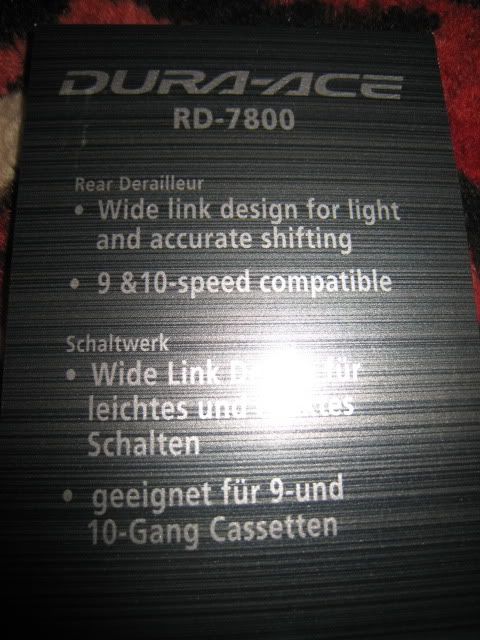 DURA-ACE
RD-7800
Rear Derailleur
• Wide link design for light
and accurate shifting
• 9 &10-speed compatible
Schaltwerk
• Wide Link für
leichtes und
Schalten
• geeignet für 9-und
10-Gang Cassetten